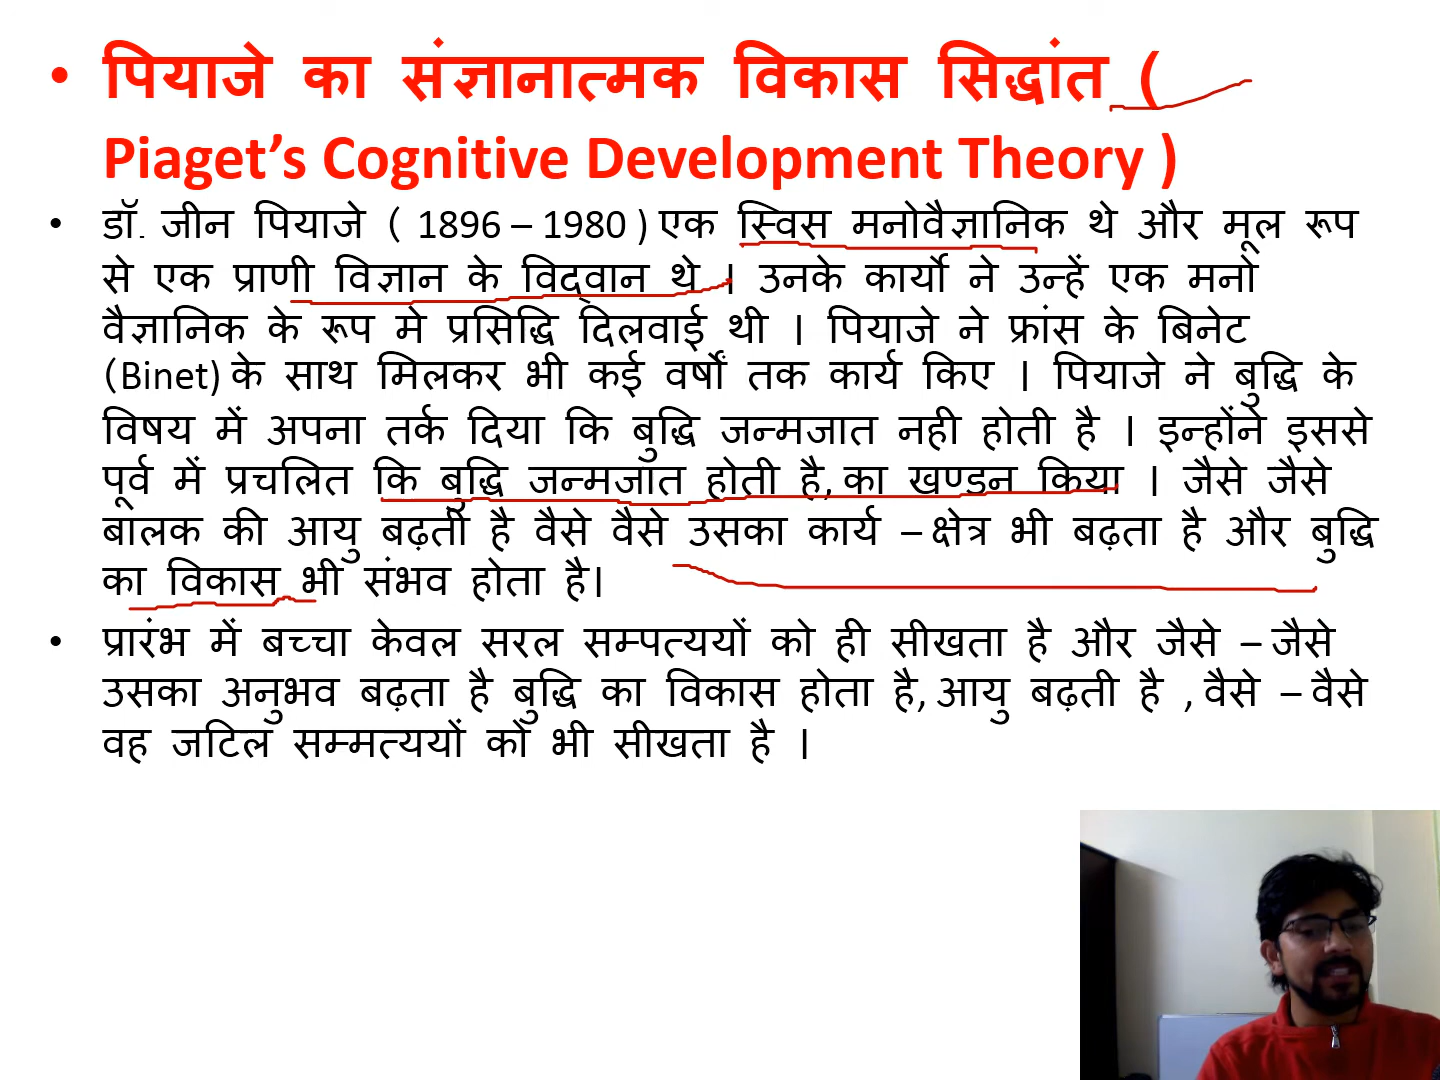 • पियाजे का संज्ञानात्मक विकास सिद्धांत (
Piaget’s Cognitive Development Theory )
• डॉ. जीन पियाजे ( 1896 – 1980 ) एक स्विस मनोवैज्ञानिक थे और मूल रूप
से एक प्राणी विज्ञान के विद्वान थे । उनके कार्यो ने उन्हें एक मनो
वैज्ञानिक के रूप मे प्रसिद्धि दिलवाई थी । पियाजे ने फ्रांस के बिनेट
(Binet) के साथ मिलकर भी कई वर्षों तक कार्य किए । पियाजे ने बुद्धि के
विषय में अपना तर्क दिया कि बुद्धि जन्मजात नही होती है । इन्होंने इससे
पूर्व में प्रचलित कि बुद्धि जन्मजात होती है, का खण्डन किया । जैसे जैसे
बालक की आयु बढ़ती है वैसे वैसे उसका कार्य – क्षेत्र भी बढ़ता है और बुद्धि
का विकास भी संभव होता है।
• प्रारंभ में बच्चा केवल सरल सम्पत्ययों को ही सीखता है और जैसे – जैसे
उसका अनुभव बढ़ता है बुद्धि का विकास होता है, आयु बढ़ती है , वैसे – वैसे
वह जटिल सम्मत्ययों को भी सीखता है ।